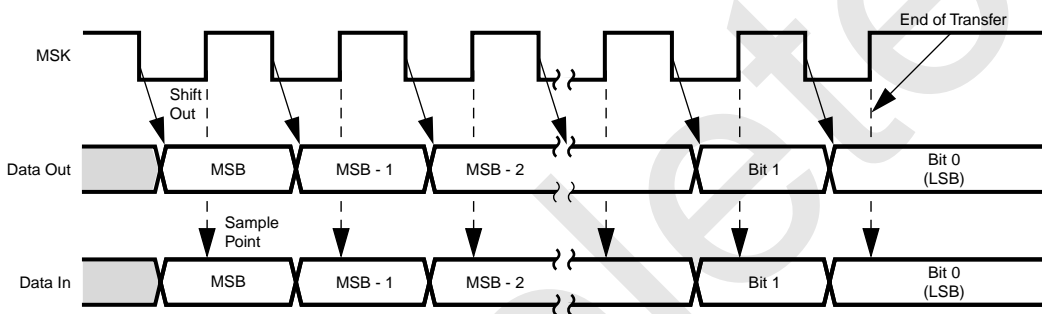 End of Transfer
MSK
Shift
Out
Data Out
MSB
MSB - 1
MSB - 2
Bit 1
Bit 0
(LSB)
Sample
Point
Data In
MSB
MSB - 1
MSB - 2
Bit 1
Bit 0
(LSB)